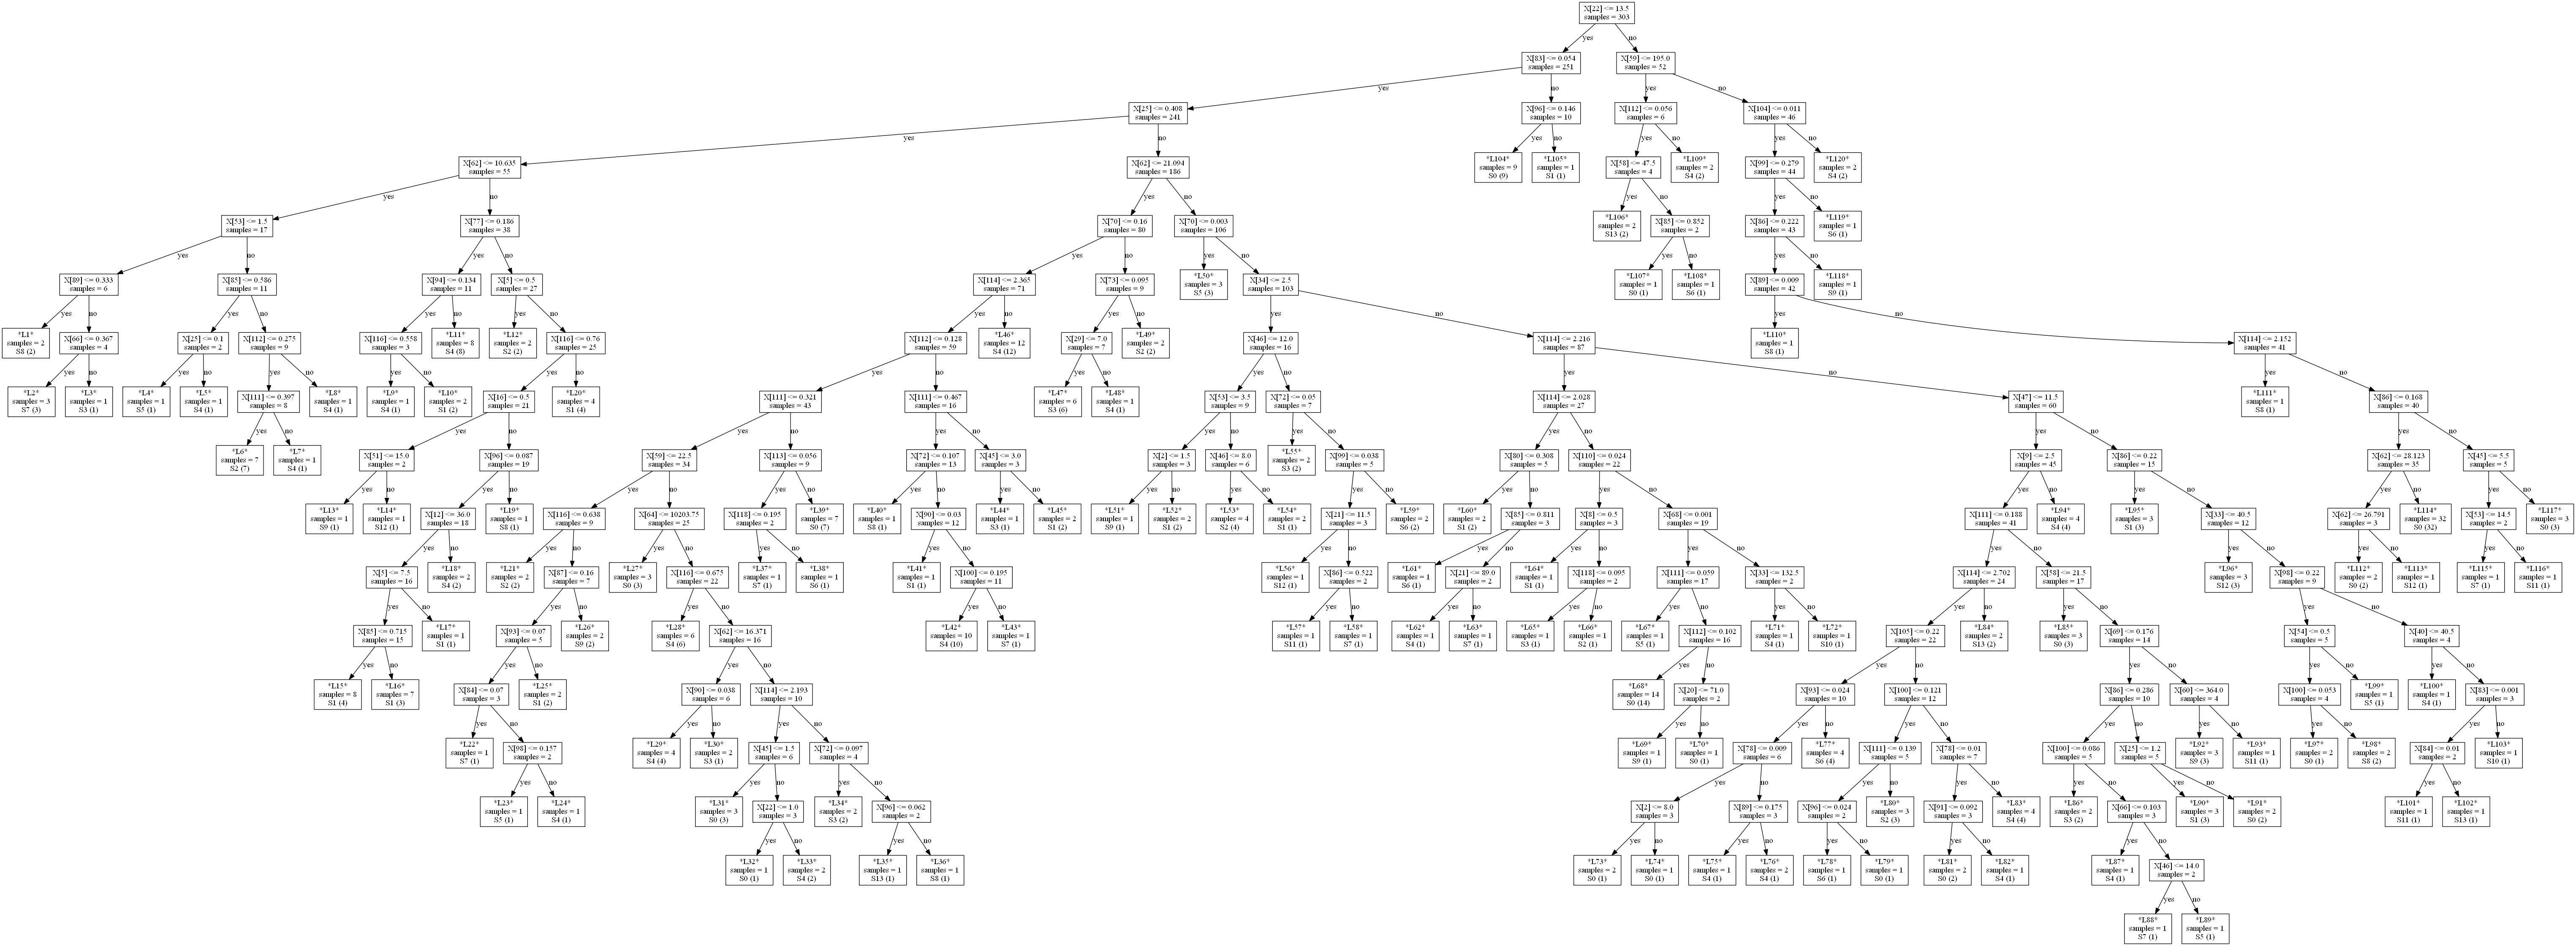 X[22] <= 13.5
samples = 303
yes
no
X[83] <= 0.054
samples = 251
X[59] <= 195.0
samples = 52
yes
no
yes
no
X[25] <= 0.408
samples = 241
X[96] <= 0.146
samples = 10
X[112] <= 0.056
samples = 6
X[104] <= 0.011
samples = 46
yes
no
yes
no
yes
no
yes
no
X[62] <= 10.635
samples = 55
X[62] <= 21.094
samples = 186
*L104*
samples = 9
S0 (9)
*L105*
samples = 1
S1 (1)
X[58] <= 47.5
samples = 4
*L109*
samples = 2
S4 (2)
X[99] <= 0.279
samples = 44
*L120*
samples = 2
S4 (2)
yes
no
yes
no
yes
no
yes
no
X[53] <= 1.5
samples = 17
X[77] <= 0.186
samples = 38
X[70] <= 0.16
samples = 80
X[70] <= 0.003
samples = 106
*L106*
samples = 2
S13 (2)
X[85] <= 0.852
samples = 2
X[86] <= 0.222
samples = 43
*L119*
samples = 1
S6 (1)
yes
no
yes
no
yes
no
yes
no
yes
no
yes
no
X[89] <= 0.333
samples = 6
X[85] <= 0.586
samples = 11
X[94] <= 0.134
samples = 11
X[5] <= 0.5
samples = 27
X[114] <= 2.365
samples = 71
X[73] <= 0.095
samples = 9
*L50*
samples = 3
S5 (3)
X[34] <= 2.5
samples = 103
*L107*
samples = 1
S0 (1)
*L108*
samples = 1
S6 (1)
X[89] <= 0.009
samples = 42
*L118*
samples = 1
S9 (1)
yes
no
yes
no
yes
no
yes
no
yes
no
yes
no
yes
no
yes
no
*L1*
samples = 2
S8 (2)
X[66] <= 0.367
samples = 4
X[25] <= 0.1
samples = 2
X[112] <= 0.275
samples = 9
X[116] <= 0.558
samples = 3
*L11*
samples = 8
S4 (8)
*L12*
samples = 2
S2 (2)
X[116] <= 0.76
samples = 25
X[112] <= 0.128
samples = 59
*L46*
samples = 12
S4 (12)
X[29] <= 7.0
samples = 7
*L49*
samples = 2
S2 (2)
X[46] <= 12.0
samples = 16
X[114] <= 2.216
samples = 87
*L110*
samples = 1
S8 (1)
X[114] <= 2.152
samples = 41
*L2*
samples = 3
S7 (3)
*L3*
samples = 1
S3 (1)
*L4*
samples = 1
S5 (1)
*L5*
samples = 1
S4 (1)
X[111] <= 0.397
samples = 8
*L8*
samples = 1
S4 (1)
*L9*
samples = 1
S4 (1)
*L10*
samples = 2
S1 (2)
X[16] <= 0.5
samples = 21
*L20*
samples = 4
S1 (4)
X[111] <= 0.321
samples = 43
X[111] <= 0.467
samples = 16
*L47*
samples = 6
S3 (6)
*L48*
samples = 1
S4 (1)
X[53] <= 3.5
samples = 9
X[72] <= 0.05
samples = 7
X[114] <= 2.028
samples = 27
X[47] <= 11.5
samples = 60
*L111*
samples = 1
S8 (1)
X[86] <= 0.168
samples = 40
*L6*
samples = 7
S2 (7)
*L7*
samples = 1
S4 (1)
X[51] <= 15.0
samples = 2
X[96] <= 0.087
samples = 19
X[59] <= 22.5
samples = 34
X[113] <= 0.056
samples = 9
X[72] <= 0.107
samples = 13
X[45] <= 3.0
samples = 3
X[2] <= 1.5
samples = 3
X[46] <= 8.0
samples = 6
*L55*
samples = 2
S3 (2)
X[99] <= 0.038
samples = 5
X[80] <= 0.308
samples = 5
X[110] <= 0.024
samples = 22
X[9] <= 2.5
samples = 45
X[86] <= 0.22
samples = 15
X[62] <= 28.123
samples = 35
X[45] <= 5.5
samples = 5
*L13*
samples = 1
S9 (1)
*L14*
samples = 1
S12 (1)
X[12] <= 36.0
samples = 18
*L19*
samples = 1
S8 (1)
X[116] <= 0.638
samples = 9
X[64] <= 10203.75
samples = 25
X[118] <= 0.195
samples = 2
*L39*
samples = 7
S0 (7)
*L40*
samples = 1
S8 (1)
X[90] <= 0.03
samples = 12
*L44*
samples = 1
S3 (1)
*L45*
samples = 2
S1 (2)
*L51*
samples = 1
S9 (1)
*L52*
samples = 2
S1 (2)
*L53*
samples = 4
S2 (4)
*L54*
samples = 2
S1 (1)
X[21] <= 11.5
samples = 3
*L59*
samples = 2
S6 (2)
*L60*
samples = 2
S1 (2)
X[85] <= 0.811
samples = 3
X[8] <= 0.5
samples = 3
X[68] <= 0.001
samples = 19
X[111] <= 0.188
samples = 41
*L94*
samples = 4
S4 (4)
*L95*
samples = 3
S1 (3)
X[33] <= 40.5
samples = 12
X[62] <= 26.791
samples = 3
*L114*
samples = 32
S0 (32)
X[53] <= 14.5
samples = 2
*L117*
samples = 3
S0 (3)
X[5] <= 7.5
samples = 16
*L18*
samples = 2
S4 (2)
*L21*
samples = 2
S2 (2)
X[87] <= 0.16
samples = 7
*L27*
samples = 3
S0 (3)
X[116] <= 0.675
samples = 22
*L37*
samples = 1
S7 (1)
*L38*
samples = 1
S6 (1)
*L41*
samples = 1
S1 (1)
X[100] <= 0.195
samples = 11
*L56*
samples = 1
S12 (1)
X[86] <= 0.522
samples = 2
*L61*
samples = 1
S6 (1)
X[21] <= 89.0
samples = 2
*L64*
samples = 1
S1 (1)
X[118] <= 0.095
samples = 2
X[111] <= 0.059
samples = 17
X[33] <= 132.5
samples = 2
X[114] <= 2.702
samples = 24
X[58] <= 21.5
samples = 17
*L96*
samples = 3
S12 (3)
X[98] <= 0.22
samples = 9
*L112*
samples = 2
S0 (2)
*L113*
samples = 1
S12 (1)
*L115*
samples = 1
S7 (1)
*L116*
samples = 1
S11 (1)
X[85] <= 0.715
samples = 15
*L17*
samples = 1
S1 (1)
X[93] <= 0.07
samples = 5
*L26*
samples = 2
S9 (2)
*L28*
samples = 6
S4 (6)
X[62] <= 16.371
samples = 16
*L42*
samples = 10
S4 (10)
*L43*
samples = 1
S7 (1)
*L57*
samples = 1
S11 (1)
*L58*
samples = 1
S7 (1)
*L62*
samples = 1
S4 (1)
*L63*
samples = 1
S7 (1)
*L65*
samples = 1
S3 (1)
*L66*
samples = 1
S2 (1)
*L67*
samples = 1
S5 (1)
X[112] <= 0.102
samples = 16
*L71*
samples = 1
S4 (1)
*L72*
samples = 1
S10 (1)
X[105] <= 0.22
samples = 22
*L84*
samples = 2
S13 (2)
*L85*
samples = 3
S0 (3)
X[69] <= 0.176
samples = 14
X[54] <= 0.5
samples = 5
X[40] <= 40.5
samples = 4
*L15*
samples = 8
S1 (4)
*L16*
samples = 7
S1 (3)
X[84] <= 0.07
samples = 3
*L25*
samples = 2
S1 (2)
X[90] <= 0.038
samples = 6
X[114] <= 2.193
samples = 10
*L68*
samples = 14
S0 (14)
X[20] <= 71.0
samples = 2
X[93] <= 0.024
samples = 10
X[100] <= 0.121
samples = 12
X[86] <= 0.286
samples = 10
X[60] <= 364.0
samples = 4
X[100] <= 0.053
samples = 4
*L99*
samples = 1
S5 (1)
*L100*
samples = 1
S4 (1)
X[83] <= 0.001
samples = 3
*L22*
samples = 1
S7 (1)
X[98] <= 0.157
samples = 2
*L29*
samples = 4
S4 (4)
*L30*
samples = 2
S3 (1)
X[45] <= 1.5
samples = 6
X[72] <= 0.097
samples = 4
*L69*
samples = 1
S9 (1)
*L70*
samples = 1
S0 (1)
X[78] <= 0.009
samples = 6
*L77*
samples = 4
S6 (4)
X[111] <= 0.139
samples = 5
X[78] <= 0.01
samples = 7
X[100] <= 0.086
samples = 5
X[25] <= 1.2
samples = 5
*L92*
samples = 3
S9 (3)
*L93*
samples = 1
S11 (1)
*L97*
samples = 2
S0 (1)
*L98*
samples = 2
S8 (2)
X[84] <= 0.01
samples = 2
*L103*
samples = 1
S10 (1)
*L23*
samples = 1
S5 (1)
*L24*
samples = 1
S4 (1)
*L31*
samples = 3
S0 (3)
X[22] <= 1.0
samples = 3
*L34*
samples = 2
S3 (2)
X[96] <= 0.062
samples = 2
X[2] <= 8.0
samples = 3
X[89] <= 0.175
samples = 3
X[96] <= 0.024
samples = 2
*L80*
samples = 3
S2 (3)
X[91] <= 0.092
samples = 3
*L83*
samples = 4
S4 (4)
*L86*
samples = 2
S3 (2)
X[66] <= 0.103
samples = 3
*L90*
samples = 3
S1 (3)
*L91*
samples = 2
S0 (2)
*L101*
samples = 1
S11 (1)
*L102*
samples = 1
S13 (1)
*L32*
samples = 1
S0 (1)
*L33*
samples = 2
S4 (2)
*L35*
samples = 1
S13 (1)
*L36*
samples = 1
S8 (1)
*L73*
samples = 2
S0 (1)
*L74*
samples = 1
S0 (1)
*L75*
samples = 1
S4 (1)
*L76*
samples = 2
S4 (1)
*L78*
samples = 1
S6 (1)
*L79*
samples = 1
S0 (1)
*L81*
samples = 2
S0 (2)
*L82*
samples = 1
S4 (1)
*L87*
samples = 1
S4 (1)
X[46] <= 14.0
samples = 2
yes
no
*L88*
samples = 1
S7 (1)
*L89*
samples = 1
S5 (1)